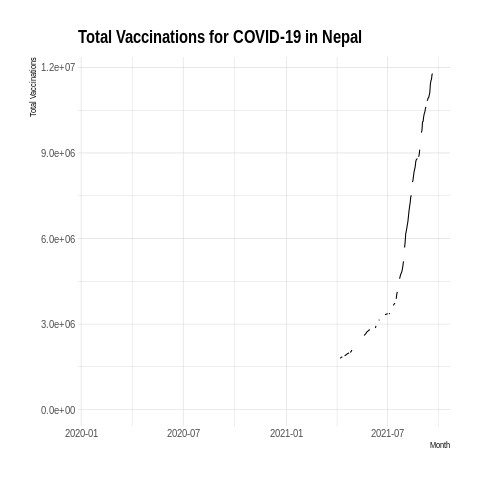 Total Vaccinations for COVID-19 in Nepal
Total Vaccinations
1.2e+07
9.0e+06
6.0e+06
3.0e+06
0.0e+00
2020-01 2020-07 2021-01 2021-07
Month